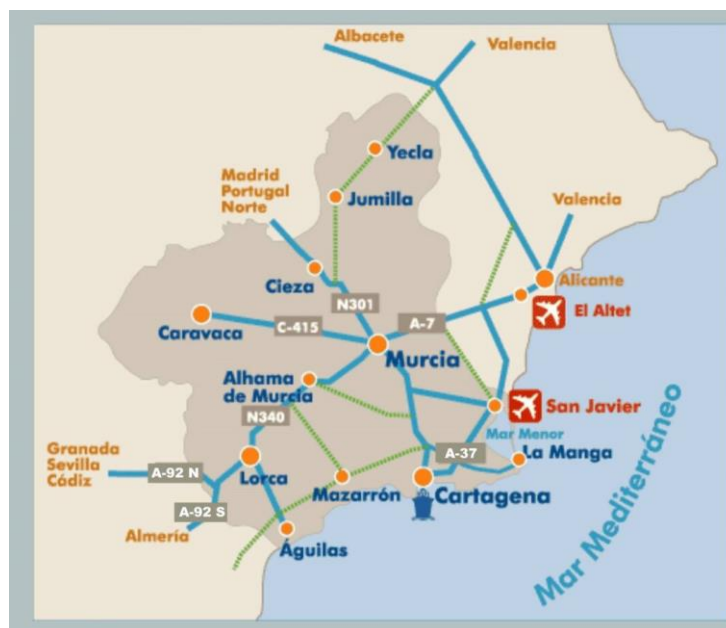 Albacete
Valencia
Yecla
Madrid
Portugal
Norte
Jumilla
Valencia
Cieza
Alicante
N301
El Altet
Caravaca
C-415
A-7
Murcia
Alhama
de Murcia
San Javier
N340
Mar Menor
Granada
Sevilla
Cádiz
A-92 N
Lorca
A-37
La Manga
Mazarrón
Cartagena
A-92 S
Almería
Águilas
Mar Mediterráneo